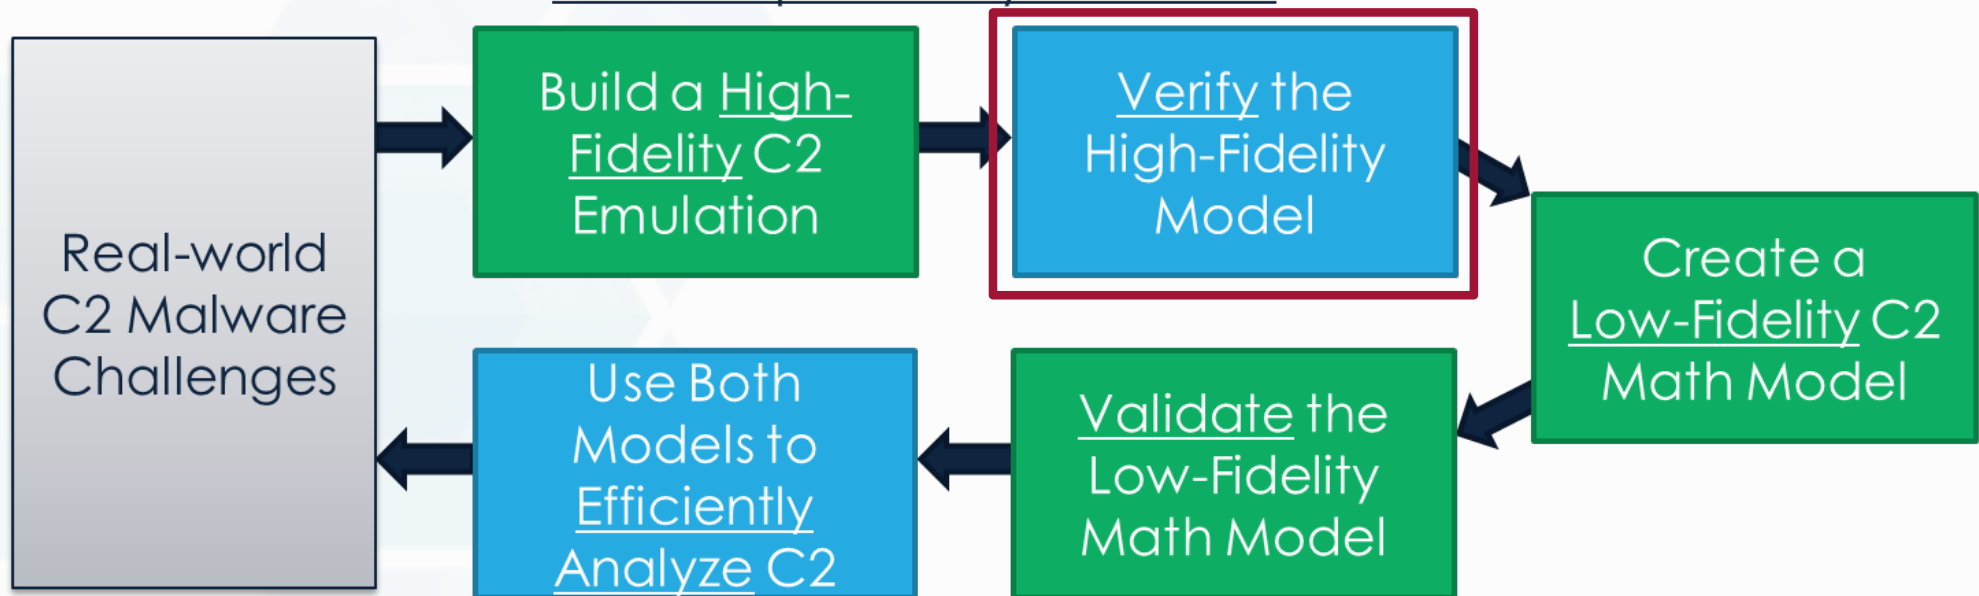 Real-world
C2 Malware
Challenges
Build a High-
Fidelity C2
Emulation
Verify the
High-Fidelity
Model
Create a
Low-Fidelity C2
Math Model
Validate the
Low-Fidelity
Math Model
Use Both
Models to
Efficiently
Analyze C2